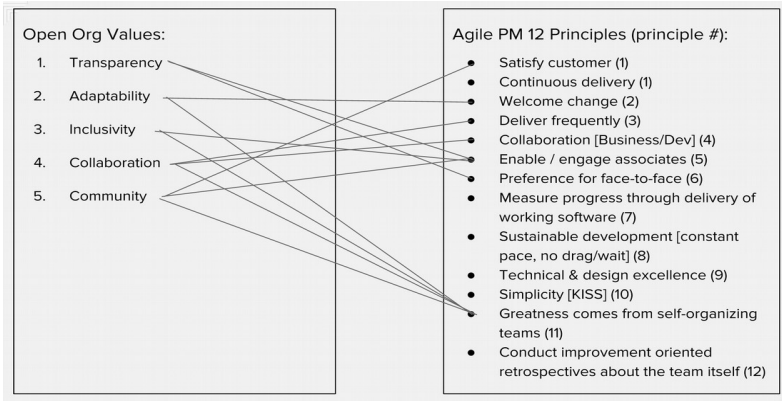 Open Org Values:
1. Transparency
2. Adaptability
3. Inclusivity
4. Collaboration
5. Community
Agile PM 12 Principles (principle #):
● Satisfy customer (1)
● Continuous delivery (1)
● Welcome change (2)
● Deliver frequently (3)
● Collaboration [Business/Dev] (4)
● Enable / engage associates (5)
● Preference for face-to-face (6)
● Measure progress through delivery of
working software (7)
● Sustainable development [constant
pace, no drag/wait] (8)
● Technical & design excellence (9)
● Simplicity [KISS] (10)
● Greatness comes from self-organizing
teams (11)
● Conduct improvement oriented
retrospectives about the team itself (12)